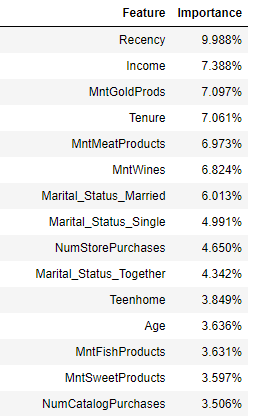 Feature Importance
Recency 9.988%
Income 7.388%
MntGoldProds 7.097%
Tenure 7.061%
MntMeatProducts 6.973%
MntWines 6.824%
Marital_Status_Married 6.013%
Marital_Status_Single 4.991%
NumStorePurchases 4.650%
Marital_Status_Together 4.342%
Teenhome 3.849%
Age 3.636%
MntFishProducts 3.631%
MntSweetProducts 3.597%
NumCatalogPurchases 3.506%